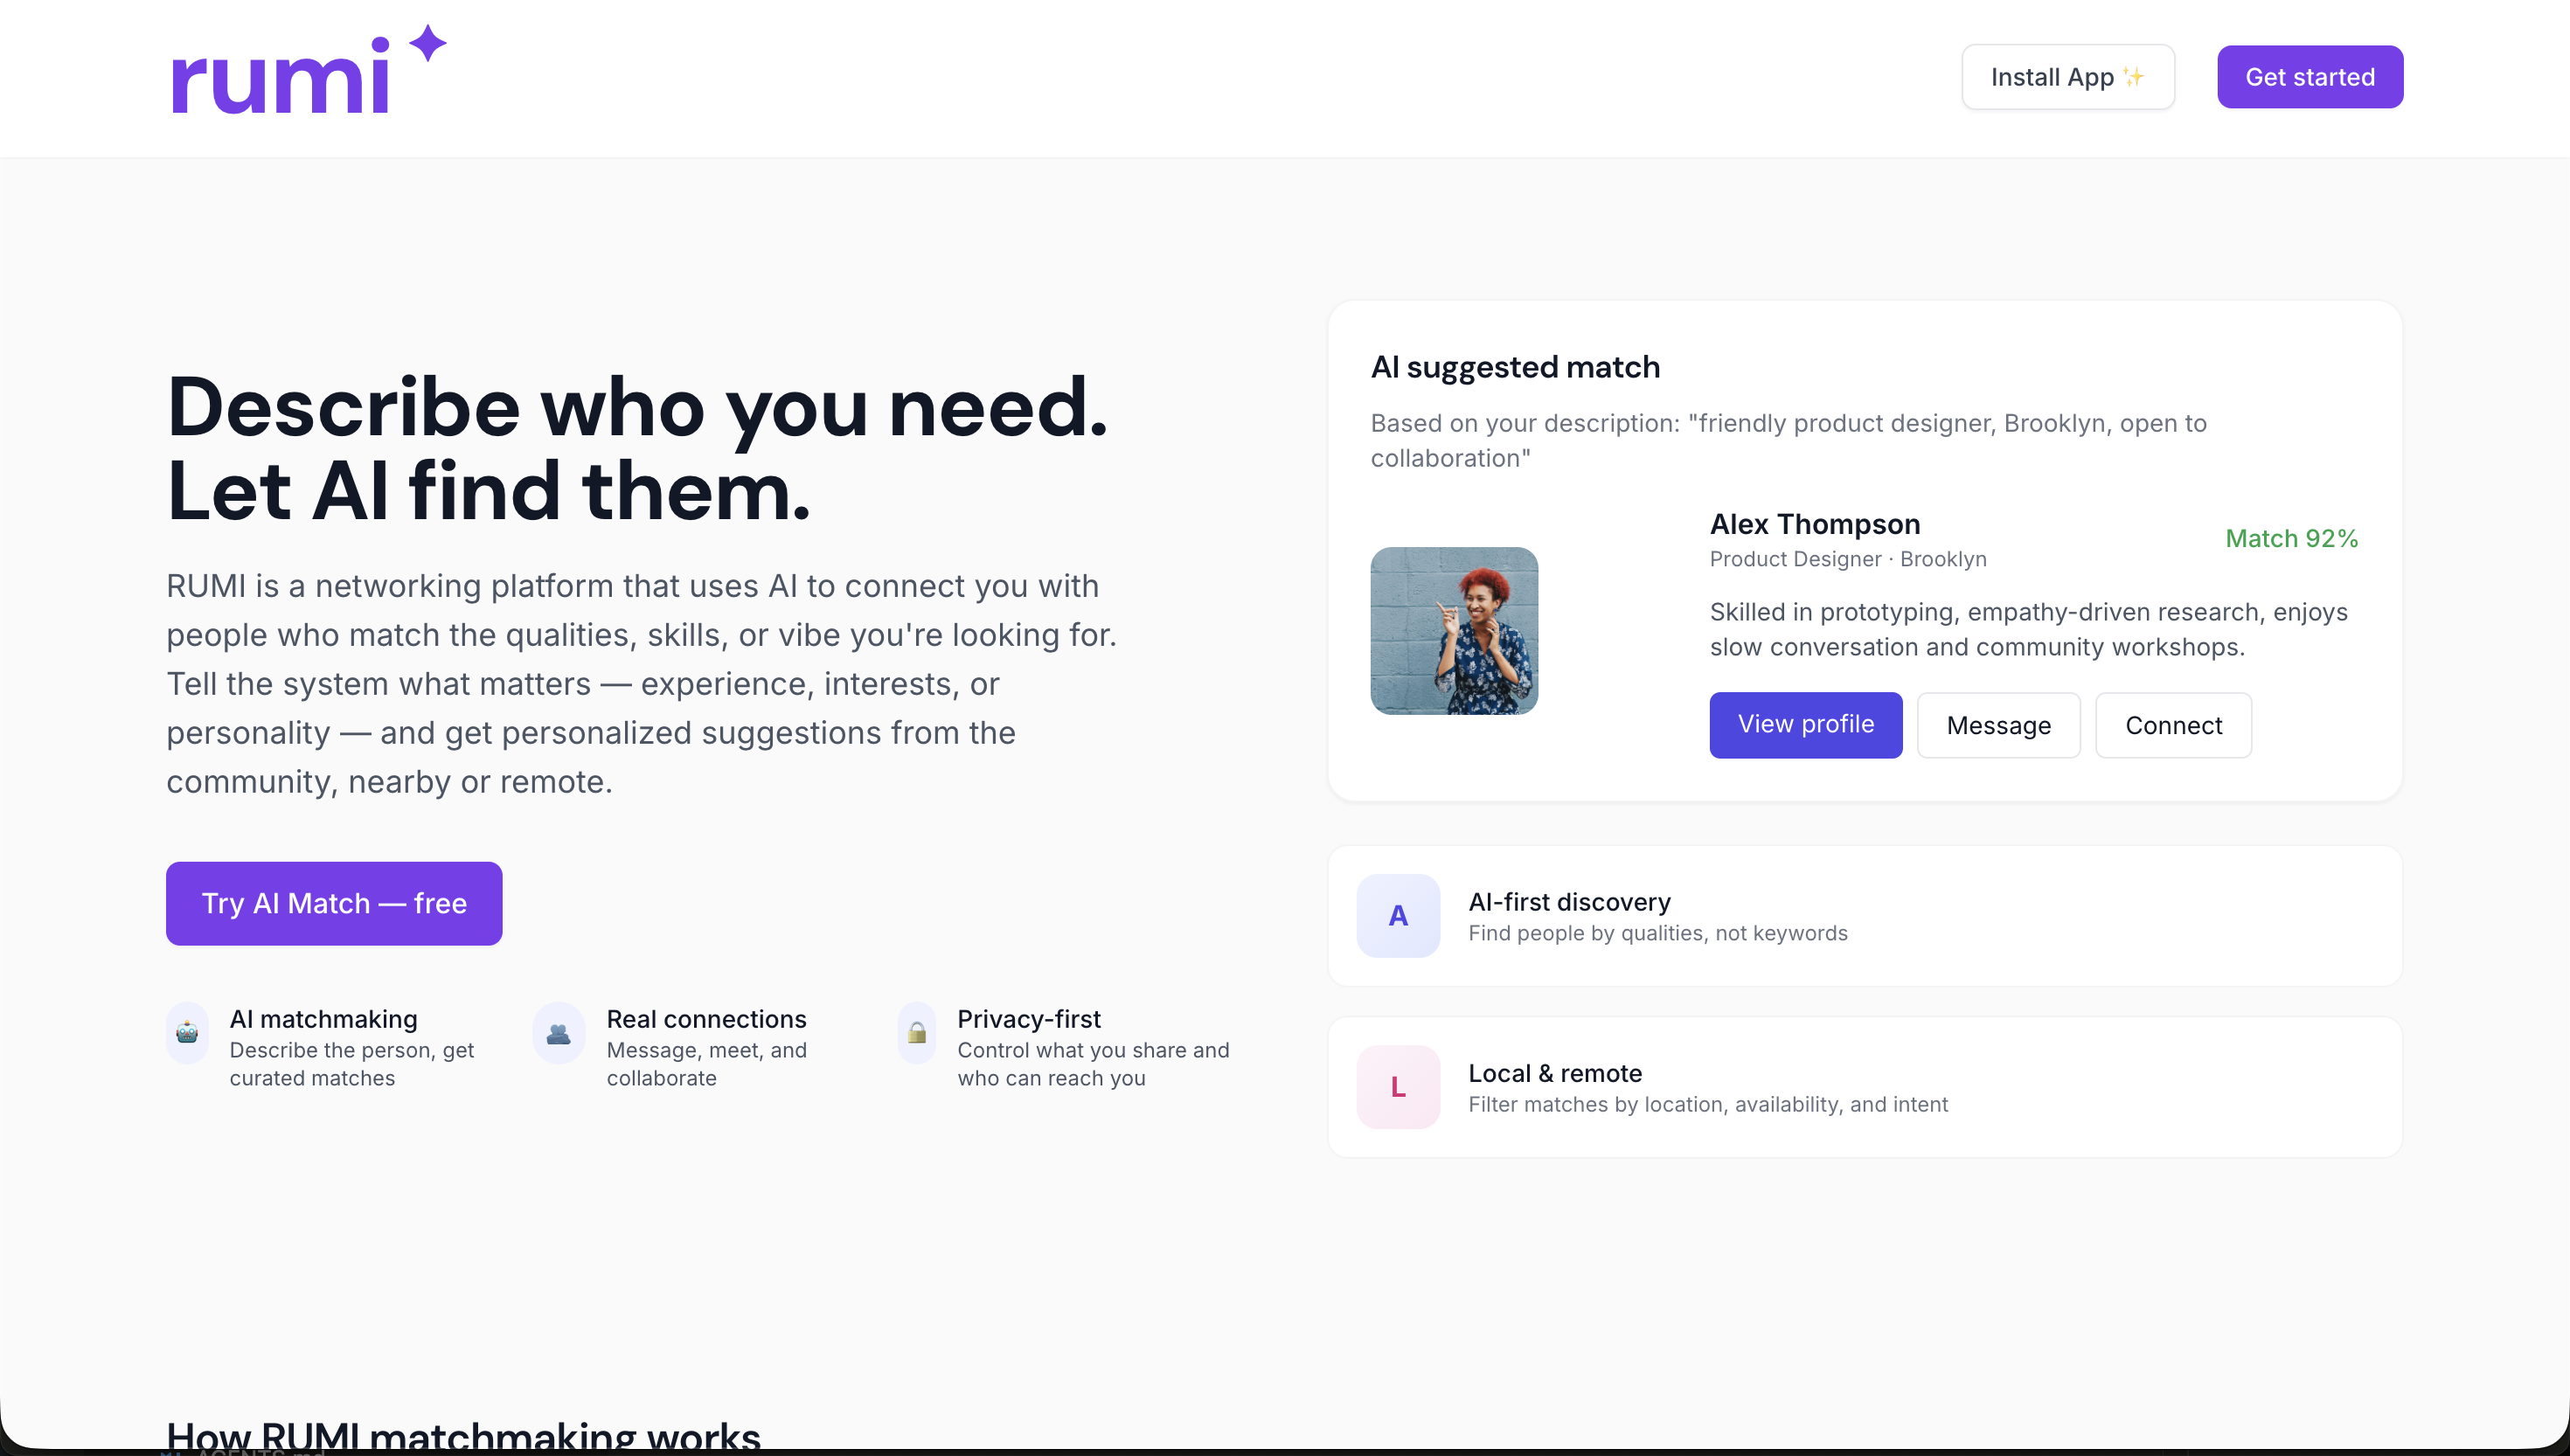 rumi
Install App ✨
Get started
Describe who you need.
Let AI find them.
RUMI is a networking platform that uses AI to connect you with
people who match the qualities, skills, or vibe you're looking for.
Tell the system what matters — experience, interests, or
personality — and get personalized suggestions from the
community, nearby or remote.
Try AI Match — free
AI matchmaking
Describe the person, get
curated matches
Real connections
Message, meet, and
collaborate
Privacy-first
Control what you share and
who can reach you
AI suggested match
Based on your description: "friendly product designer, Brooklyn, open to
collaboration"
Alex Thompson
Product Designer · Brooklyn
Match 92%
Skilled in prototyping, empathy-driven research, enjoys
slow conversation and community workshops.
View profile
Message
Connect
A
AI-first discovery
Find people by qualities, not keywords
L
Local & remote
Filter matches by location, availability, and intent
How RUMI matchmaking works